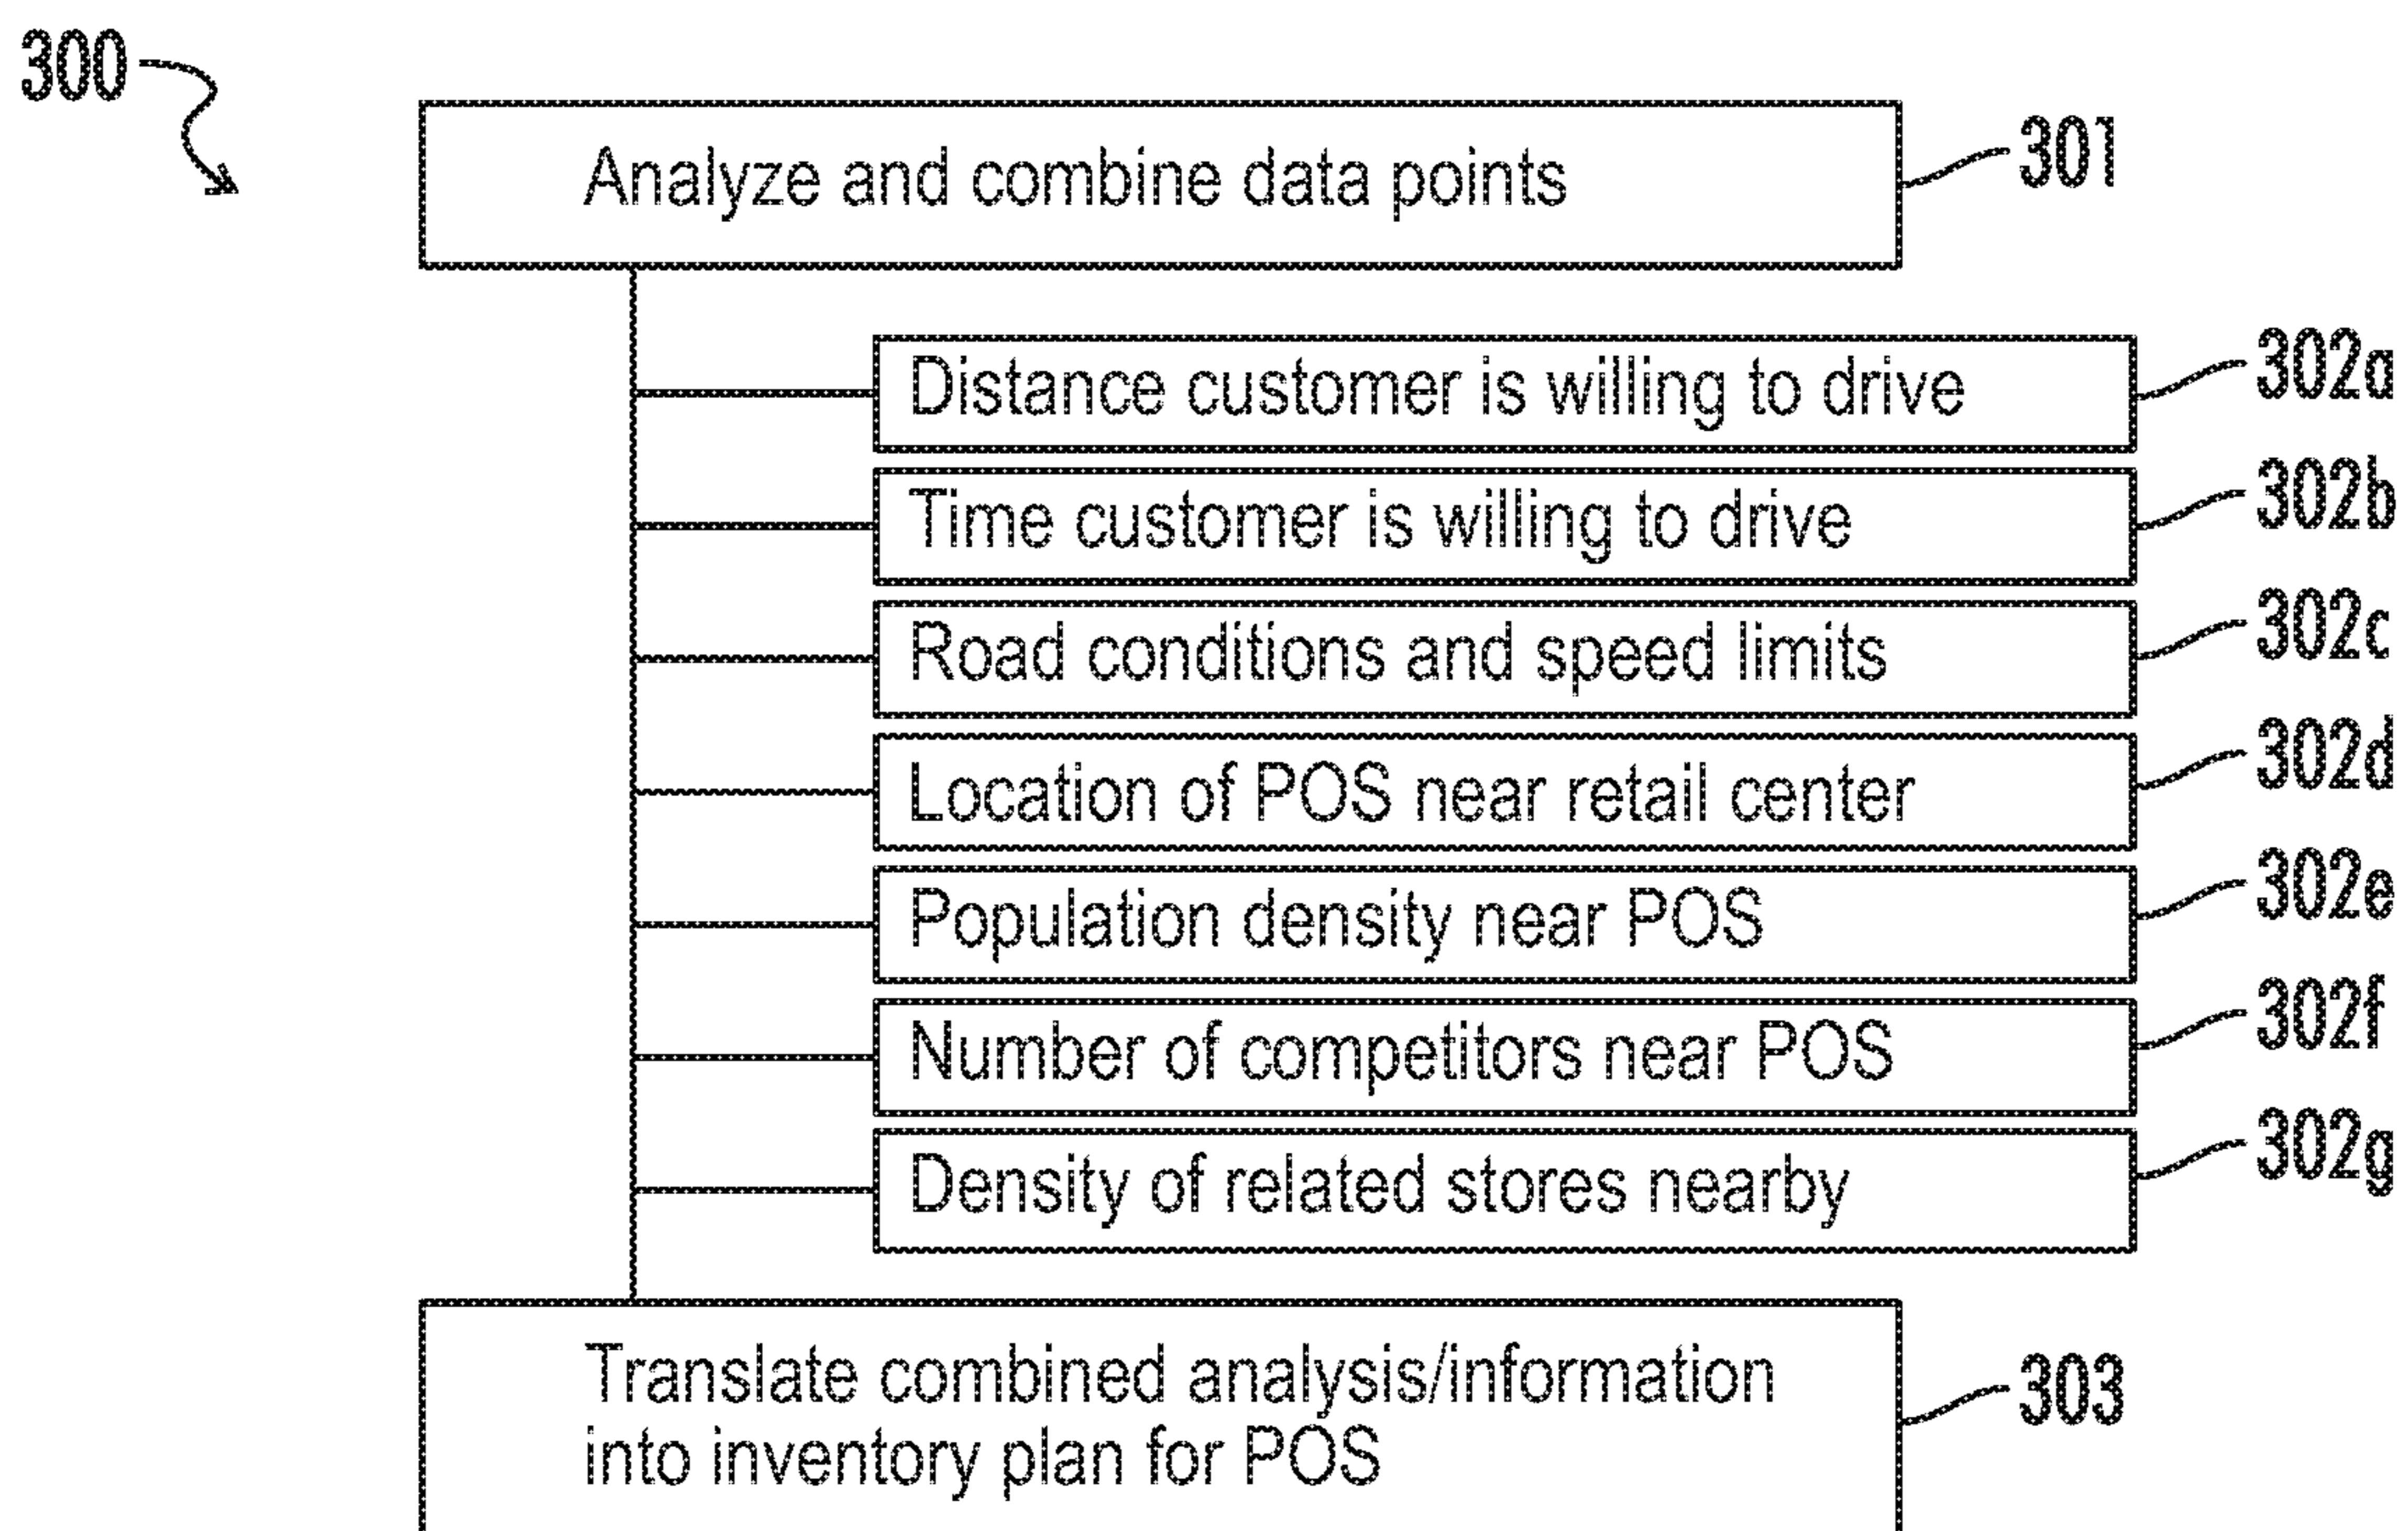 300
Analyze and combine data points
301
Distance customer is willing to drive
302a
Time customer is willing to drive
302b
Road conditions and speed limits
302c
Location of POS near retail center
302d
Population density near POS
302e
Number of competitors near POS
302f
Density of related stores nearby
302g
Translate combined analysis/information
into inventory plan for POS
303